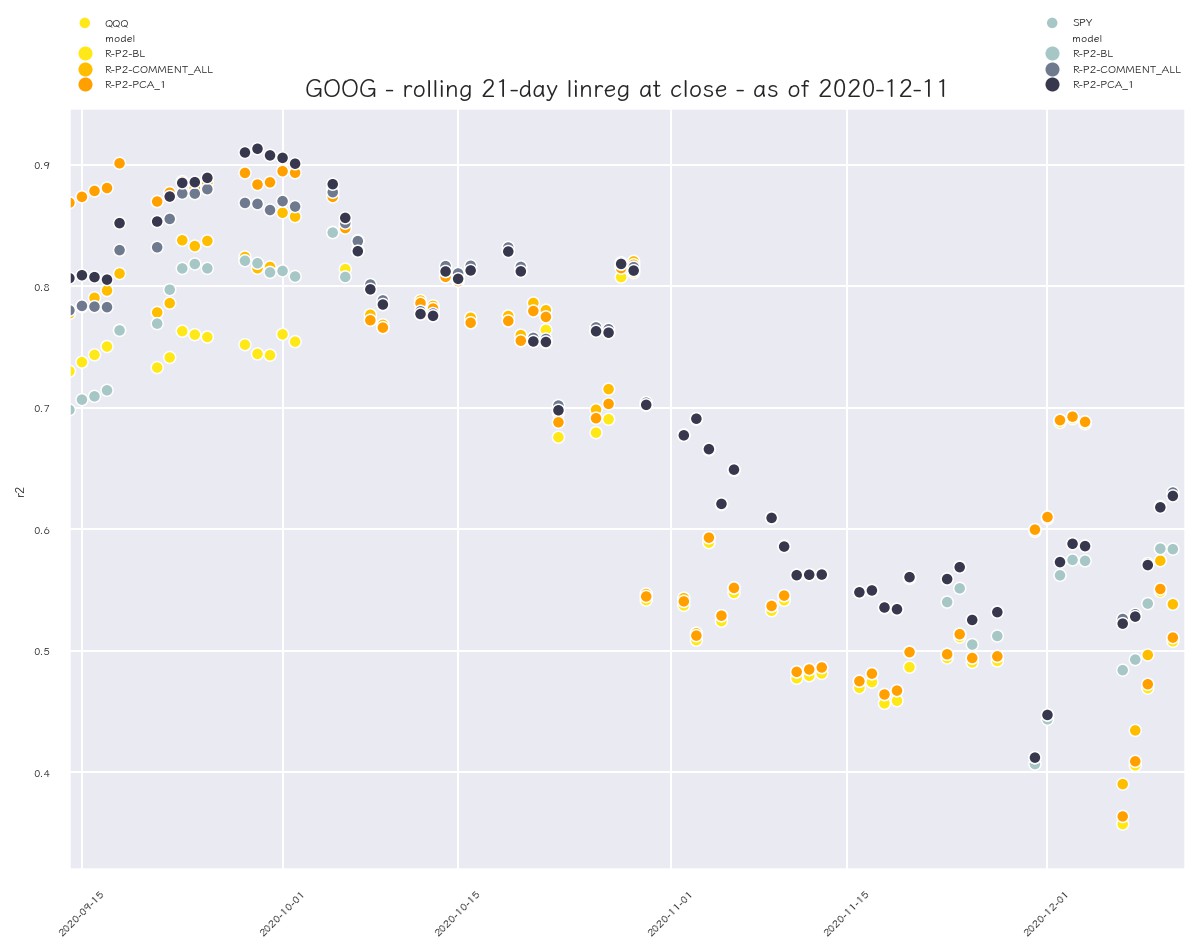 QQQ
model
R-P2-BL
R-P2-COMMENT_ALL
R-P2-PCA_1
SPY
model
R-P2-BL
R-P2-COMMENT_ALL
R-P2-PCA_1
GOOG - rolling 21-day linreg at close - as of 2020-12-11
0.9
0.8
0.7
0.6
0.5
0.4
r2
2020-09-15
2020-10-01
2020-10-15
2020-11-01
2020-11-15
2020-12-01